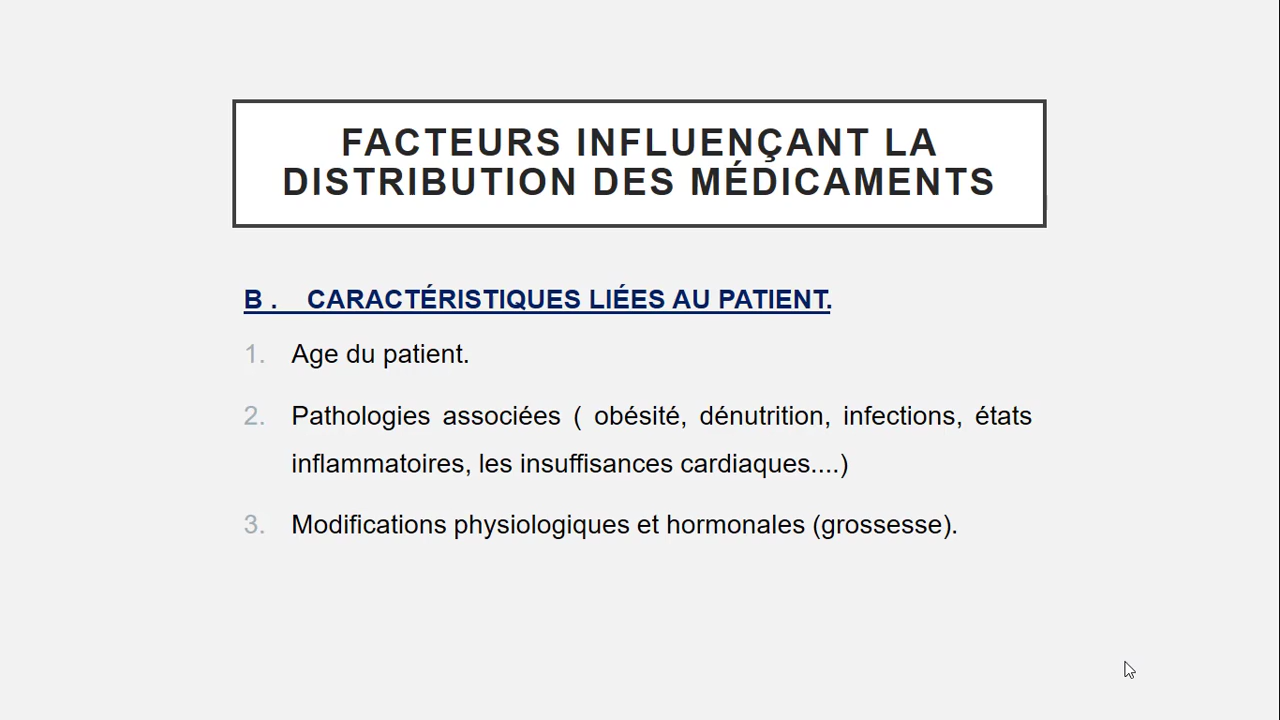 FACTEURS INFLUENÇANT LA
DISTRIBUTION DES MÉDICAMENTS
B . CARACTÉRISTIQUES LIÉES AU PATIENT.
1. Age du patient.
2. Pathologies associées ( obésité, dénutrition, infections, états
inflammatoires, les insuffisances cardiaques....)
3. Modifications physiologiques et hormonales (grossesse).